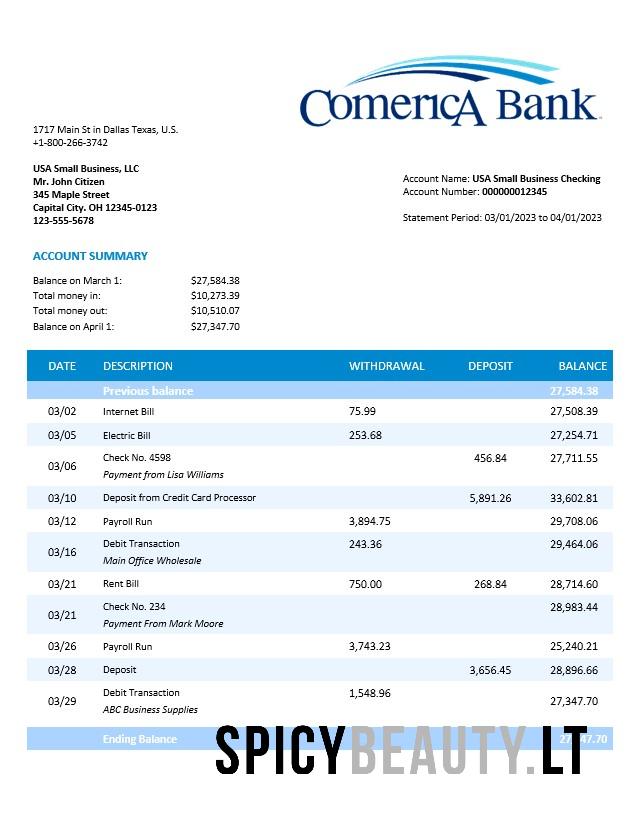 ComericA Bank
1717 Main St in Dallas Texas, U.S.
+1-800-266-3742
USA Small Business, LLC
Mr. John Citizen
345 Maple Street
Capital City. OH 12345-0123
123-555-5678
Account Name: USA Small Business Checking
Account Number: 000000012345
Statement Period: 03/01/2023 to 04/01/2023
ACCOUNT SUMMARY
Balance on March 1: $27,584.38
Total money in: $10,273.39
Total money out: $10,510.07
Balance on April 1: $27,347.70
DATE DESCRIPTION WITHDRAWAL DEPOSIT BALANCE
Previous balance 27,584.38
03/02 Internet Bill 75.99 27,508.39
03/05 Electric Bill 253.68 27,254.71
03/06 Check No. 4598 456.84 27,711.55
Payment from Lisa Williams
03/10 Deposit from Credit Card Processor 5,891.26 33,602.81
03/12 Payroll Run 3,894.75 29,708.06
03/16 Debit Transaction 243.36 29,464.06
Main Office Wholesale
03/21 Rent Bill 750.00 268.84 28,714.60
03/21 Check No. 234 28,983.44
Payment From Mark Moore
03/26 Payroll Run 3,743.23 25,240.21
03/28 Deposit 3,656.45 28,896.66
03/29 Debit Transaction 1,548.96 27,347.70
ABC Business Supplies
Ending Balance
SPICYBEAUTY.LT